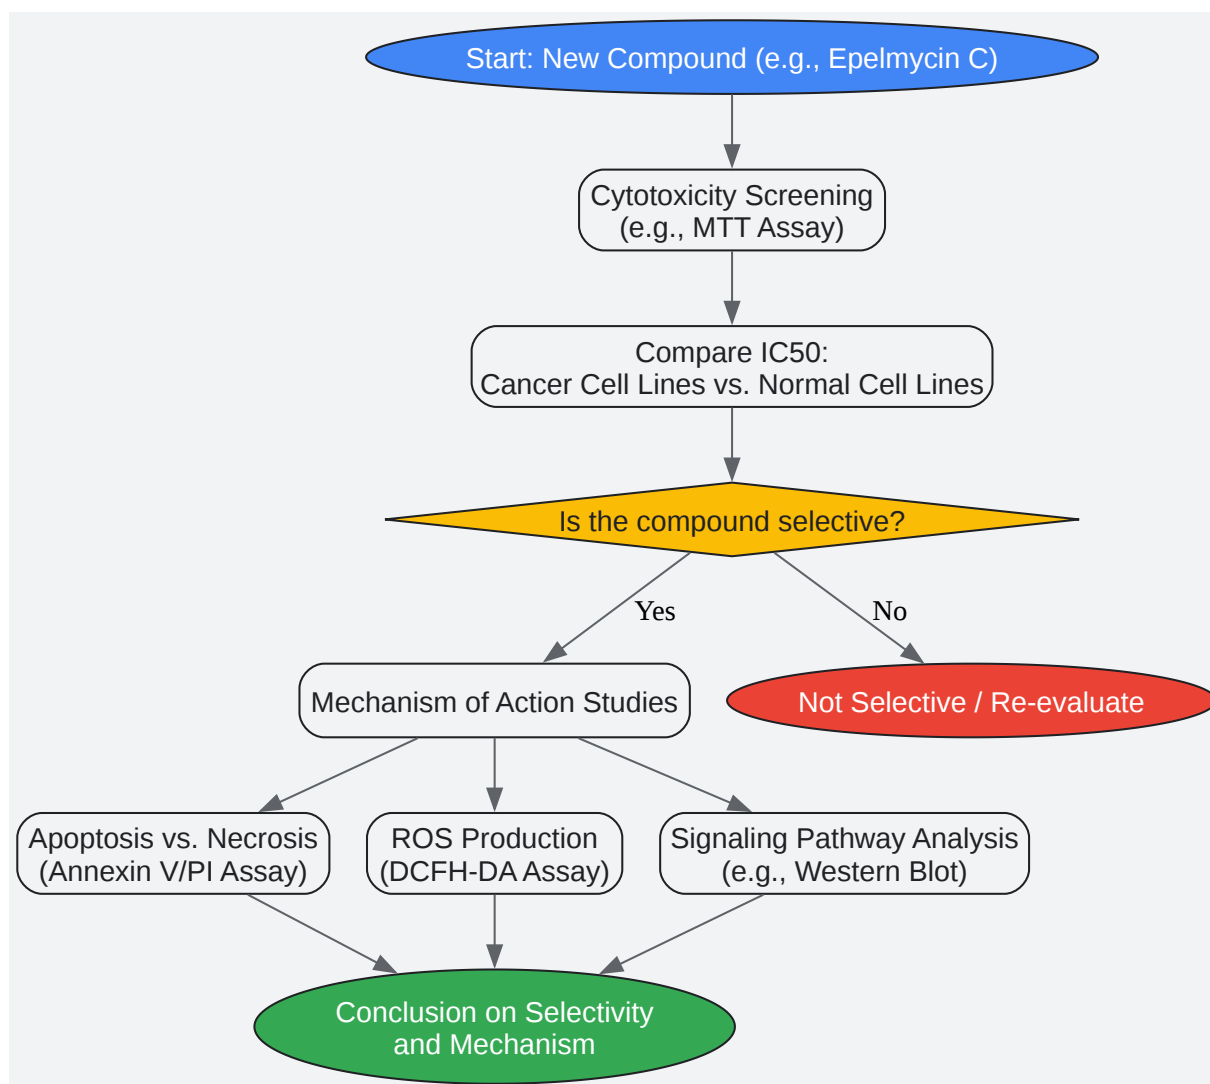 Start: New Compound (e.g., Epelmycin C)
Cytotoxicity Screening
(e.g., MTT Assay)
Compare IC50:
Cancer Cell Lines vs. Normal Cell Lines
Is the compound selective?
Yes
No
Mechanism of Action Studies
Not Selective / Re-evaluate
Apoptosis vs. Necrosis
(Annexin V/PI Assay)
ROS Production
(DCFH-DA Assay)
Signaling Pathway Analysis
(e.g., Western Blot)
Conclusion on Selectivity
and Mechanism